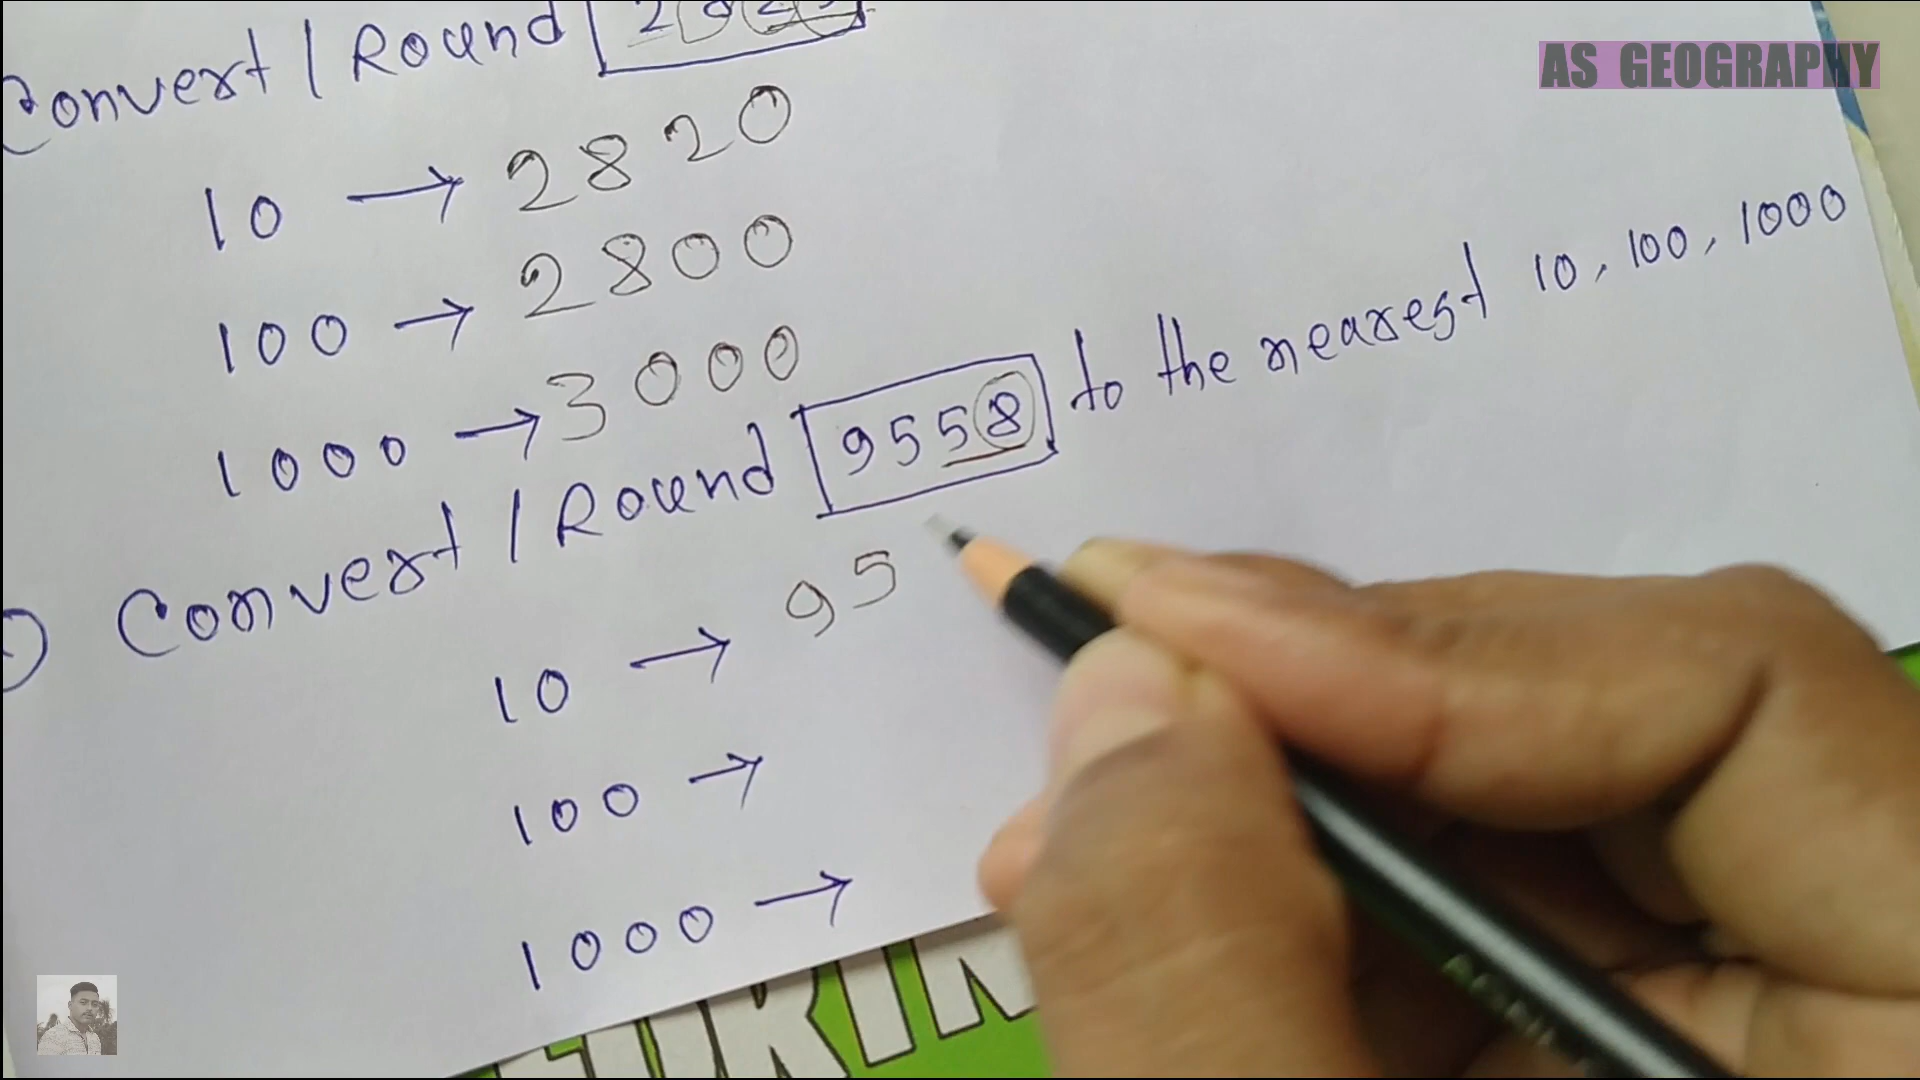 AS GEOGRAPHY
Convert / Round
10 → 2820
100 → 2800
1000 → 3000
Convert / Round 9558 to the nearest 10, 100, 1000
10 → 95
100 →
1000 →